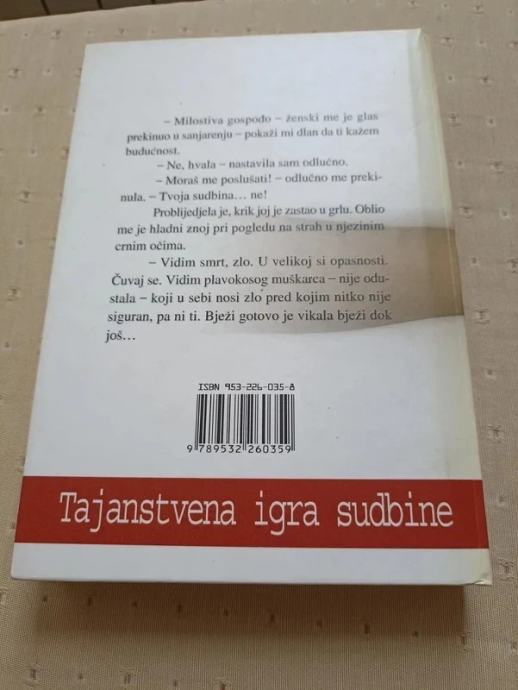 – Milostiva gospođo – ženski me je glas
prekinuo u sanjarenju – pokaži mi dlan da ti kažem
budućnost.
– Ne, hvala – nastavila sam odlučno.
– Moraš me poslušati! – odlučno me preki-
nula. – Tvoja sudbina... ne!
Problijedjela je, krik joj je zastao u grlu. Oblio
me je hladni znoj pri pogledu na strah u njezinim
crnim očima.
– Vidim smrt, zlo. U velikoj si opasnosti.
Čuvaj se. Vidim plavokosog muškarca – nije odu-
stala – koji u sebi nosi zlo pred kojim nitko nije
siguran, pa ni ti. Bježi gotovo je vikala bježi dok
još...
ISBN 953-226-035-8
9 789532 260359
Tajanstvena igra sudbine